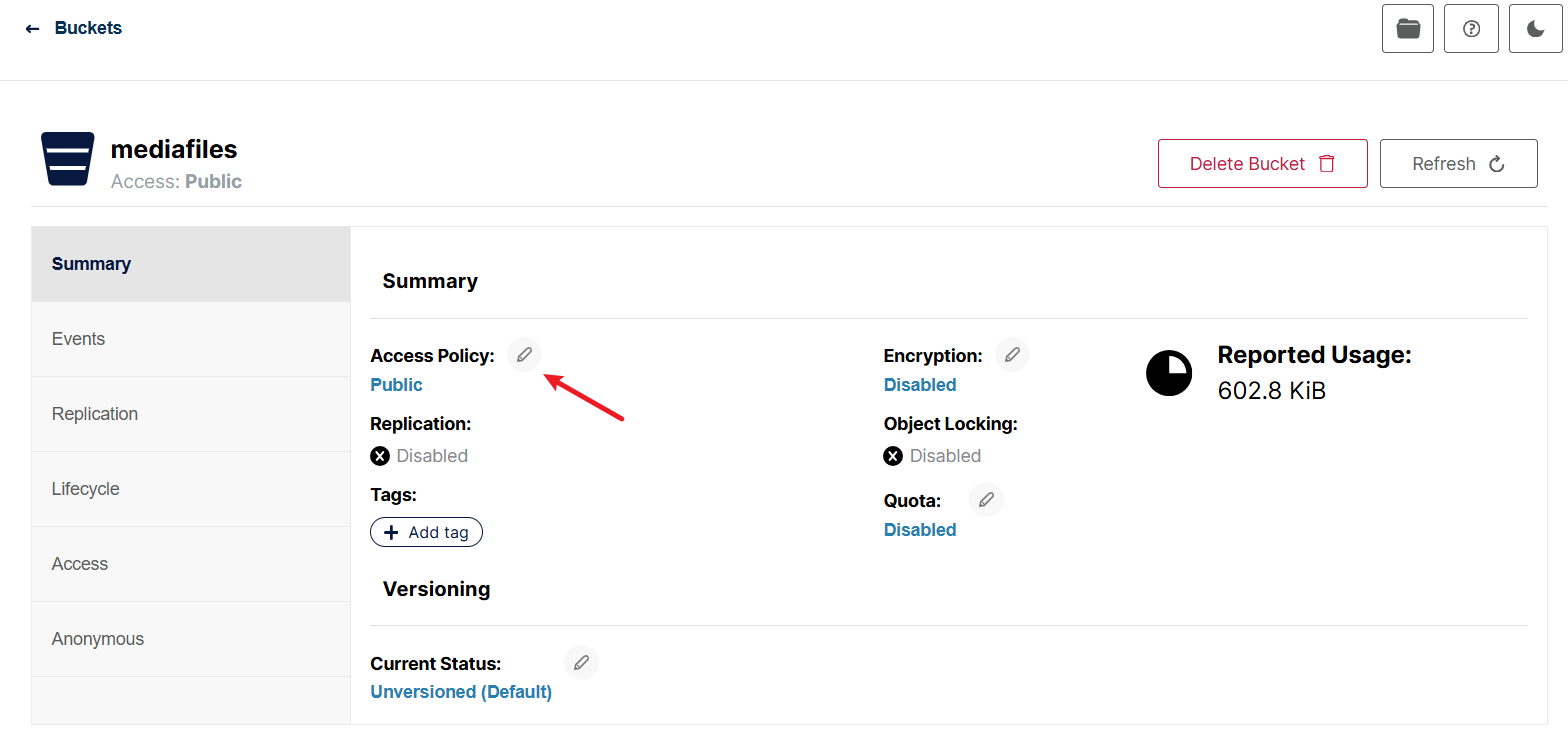 Buckets
mediafiles
Access: Public
Delete Bucket
Refresh
Summary
Events
Replication
Lifecycle
Access
Anonymous
Summary
Access Policy:
Public
Encryption:
Disabled
Reported Usage:
602.8 KiB
Replication:
Disabled
Object Locking:
Disabled
Tags:
Add tag
Quota:
Disabled
Versioning
Current Status:
Unversioned (Default)